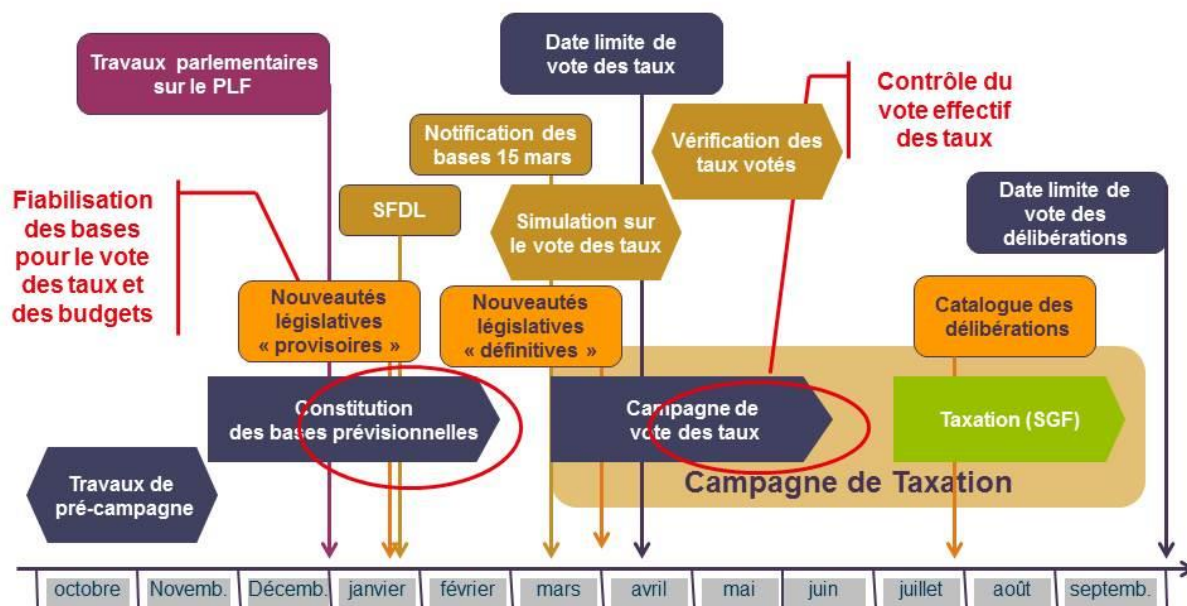 Travaux parlementaires
sur le PLF
Date limite de
vote des taux
Contrôle du
vote effectif
des taux
Notification des
bases 15 mars
Vérification des
taux votés
Fiabilisation
des bases
pour le vote
des taux et
des budgets
SFDL
Simulation sur
le vote des taux
Date limite de
vote des
délibérations
Nouveautés
législatives
« provisoires »
Nouveautés
législatives
« définitives »
Catalogue des
délibérations
Constitution
des bases prévisionnelles
Campagne de
vote des taux
Taxation (SGF)
Campagne de Taxation
Travaux de
pré-campagne
octobre Novemb. Décemb. janvier février mars avril mai juin juillet août septemb.